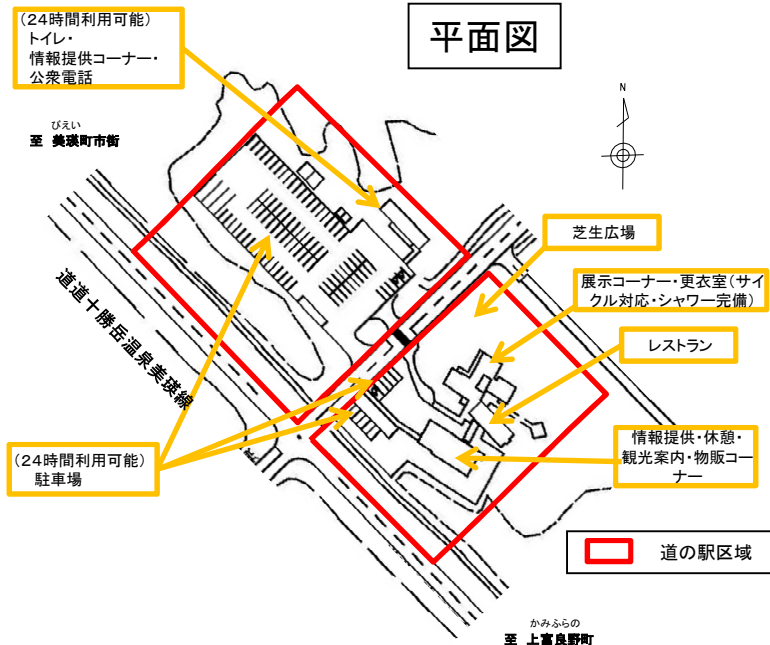 平面図
(24時間利用可能)
トイレ・
情報提供コーナー・
公衆電話
びえい
至 美瑛町市街
N
芝生広場
展示コーナー・更衣室(サイ
クル対応・シャワー完備)
レストラン
道道十勝岳温泉美瑛線
情報提供・休憩・
観光案内・物販コー
ナー
(24時間利用可能)
駐車場
道の駅区域
かみふらの
至 上富良野町